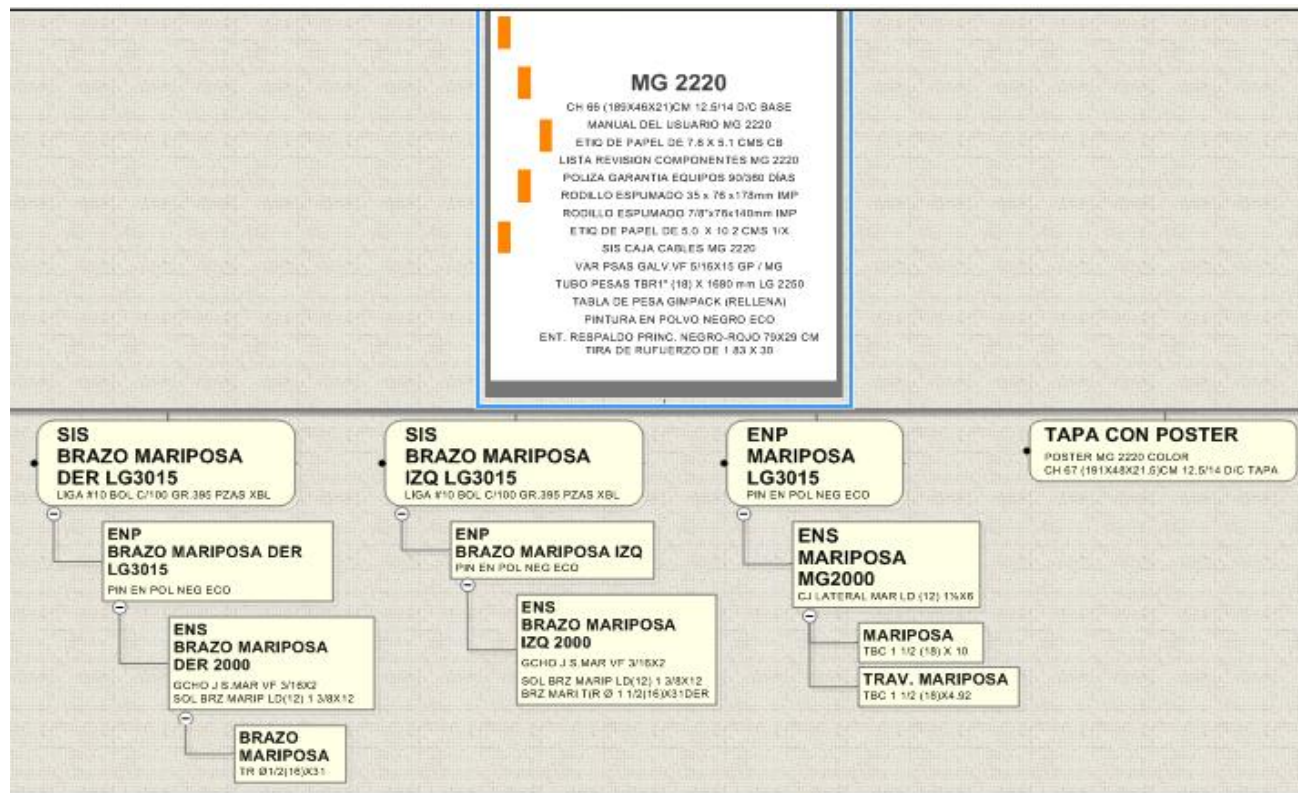 MG 2220
CH 66 (189X46X21)CM 12.5/14 D/C BASE
MANUAL DEL USUARIO MG 2220
ETIQ DE PAPEL DE 7.6 X 5.1 CMS CB
LISTA REVISION COMPONENTES MG 2220
POLIZA GARANTIA EQUIPOS 90/360 DÍAS
RODILLO ESPUMADO 35 x 76 x178mm IMP
RODILLO ESPUMADO 7/8"x76x140mm IMP
ETIQ DE PAPEL DE 5.0 X 10.2 CMS 1/X
SIS CAJA CABLES MG 2220
VAR PSAS GALV.VF 5/16X15 GP / MG
TUBO PESAS TBR1" (18) X 1680 mm LG 2250
TABLA DE PESA GIMPACK (RELLENA)
PINTURA EN POLVO NEGRO ECO
ENT. RESPALDO PRINC. NEGRO-ROJO 79X29 CM
TIRA DE RUFUERZO DE 1 83 X 30
SIS
BRAZO MARIPOSA
DER LG3015
LIGA #10 BOL C/100 GR.395 PZAS XBL
ENP
BRAZO MARIPOSA DER
LG3015
PIN EN POL NEG ECO
ENS
BRAZO MARIPOSA
DER 2000
GCHO J S.MAR VF 3/16X2
SOL BRZ MARIP LD(12) 1 3/8X12
BRAZO
MARIPOSA
TR Ø1/2(16)X31
SIS
BRAZO MARIPOSA
IZQ LG3015
LIGA #10 BOL C/100 GR.395 PZAS XBL
ENP
BRAZO MARIPOSA IZQ
PIN EN POL NEG ECO
ENS
BRAZO MARIPOSA
IZQ 2000
GCHO J S.MAR VF 3/16X2
SOL BRZ MARIP LD(12) 1 3/8X12
BRZ MARI T(R Ø 1 1/2(16)X31DER
ENP
MARIPOSA
LG3015
PIN EN POL NEG ECO
ENS
MARIPOSA
MG2000
CJ LATERAL MAR LD (12) 1½X6
MARIPOSA
TBC 1 1/2 (18) X 10
TRAV. MARIPOSA
TBC 1 1/2 (18)X4.92
TAPA CON POSTER
POSTER MG 2220 COLOR
CH 67 (191X48X21.5)CM 12.5/14 D/C TAPA